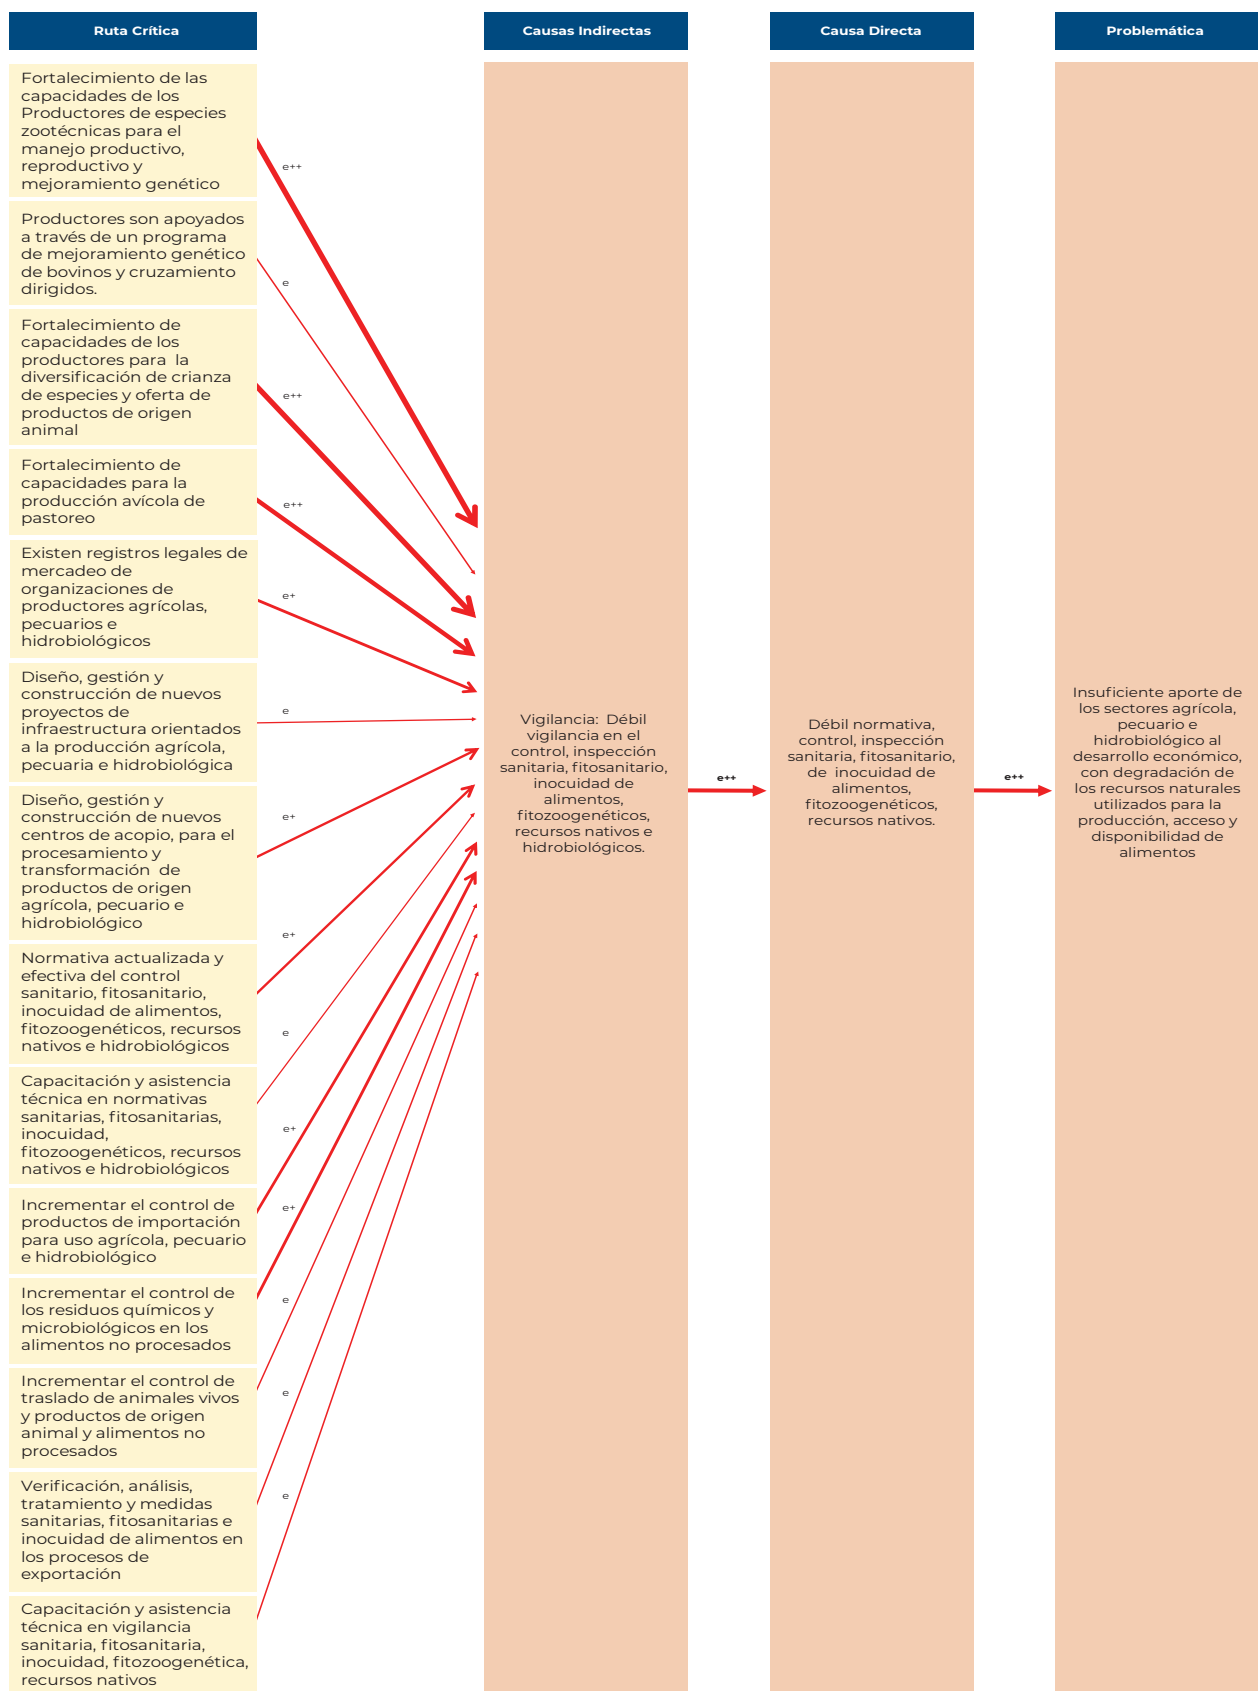 Ruta Crítica
Causas Indirectas
Causa Directa
Problemática
Fortalecimiento de las
capacidades de los
Productores de especies
zootécnicas para el
manejo productivo,
reproductivo y
mejoramiento genético
e++
Productores son apoyados
a través de un programa
de mejoramiento genético
de bovinos y cruzamiento
dirigidos.
e
Fortalecimiento de
capacidades de los
productores para la
diversificación de crianza
de especies y oferta de
productos de origen
animal
e++
Fortalecimiento de
capacidades para la
producción avícola de
pastoreo
e++
Existen registros legales de
mercadeo de
organizaciones de
productores agrícolas,
pecuarios e
hidrobiológicos
e+
Diseño, gestión y
construcción de nuevos
proyectos de
infraestructura orientados
a la producción agrícola,
pecuaria e hidrobiológica
e
Diseño, gestión y
construcción de nuevos
centros de acopio, para el
procesamiento y
transformación de
productos de origen
agrícola, pecuario e
hidrobiológico
e+
Normativa actualizada y
efectiva del control
sanitario, fitosanitario,
inocuidad de alimentos,
fitozoogenéticos, recursos
nativos e hidrobiológicos
e+
Capacitación y asistencia
técnica en normativas
sanitarias, fitosanitarias,
inocuidad,
fitozoogenéticos, recursos
nativos e hidrobiológicos
e
Incrementar el control de
productos de importación
para uso agrícola, pecuario
e hidrobiológico
e+
Incrementar el control de
los residuos químicos y
microbiológicos en los
alimentos no procesados
e+
Incrementar el control de
traslado de animales vivos
y productos de origen
animal y alimentos no
procesados
e
Verificación, análisis,
tratamiento y medidas
sanitarias, fitosanitarias e
inocuidad de alimentos en
los procesos de
exportación
e
Capacitación y asistencia
técnica en vigilancia
sanitaria, fitosanitaria,
inocuidad, fitozoogenética,
recursos nativos
e
Vigilancia: Débil
vigilancia en el
control, inspección
sanitaria, fitosanitario,
inocuidad de
alimentos,
fitozoogenéticos,
recursos nativos e
hidrobiológicos.
e++
Débil normativa,
control, inspección
sanitaria, fitosanitario,
de inocuidad de
alimentos,
fitozoogenéticos,
recursos nativos.
e++
Insuficiente aporte de
los sectores agrícola,
pecuario e
hidrobiológico al
desarrollo económico,
con degradación de
los recursos naturales
utilizados para la
producción, acceso y
disponibilidad de
alimentos